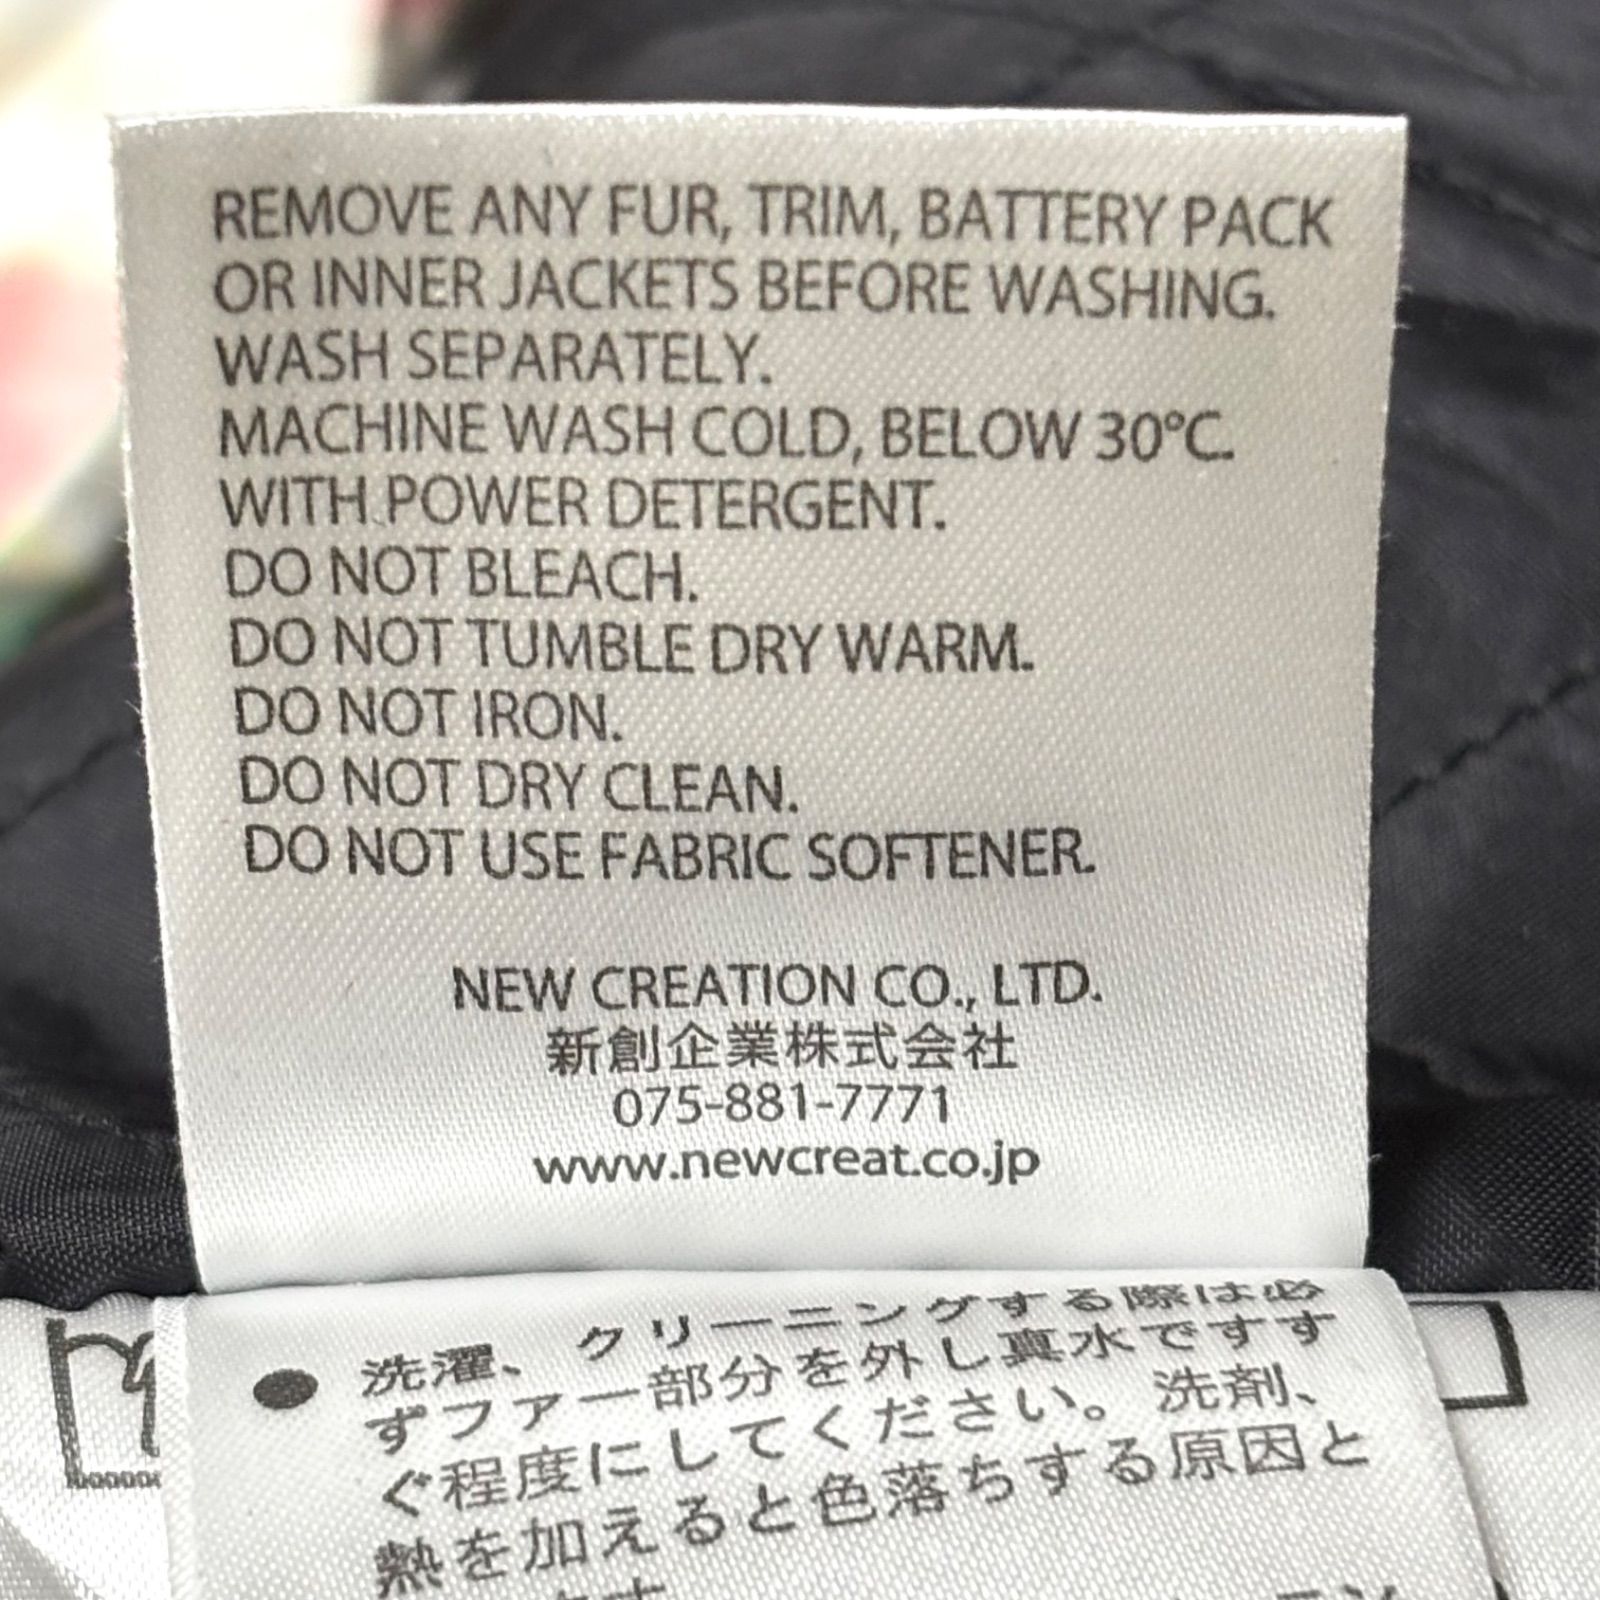 REMOVE ANY FUR, TRIM, BATTERY PACK
OR INNER JACKETS BEFORE WASHING.
WASH SEPARATELY.
MACHINE WASH COLD, BELOW 30°C.
WITH POWER DETERGENT.
DO NOT BLEACH.
DO NOT TUMBLE DRY WARM.
DO NOT IRON.
DO NOT DRY CLEAN.
DO NOT USE FABRIC SOFTENER.
NEW CREATION CO., LTD.
新創企業株式会社
075-881-7771
www.newcreat.co.jp
● 洗濯、クリーニングする際は必
ずファー部分を外し真水ですす
ぐ程度にしてください。洗剤、
熱を加えると色落ちする原因と